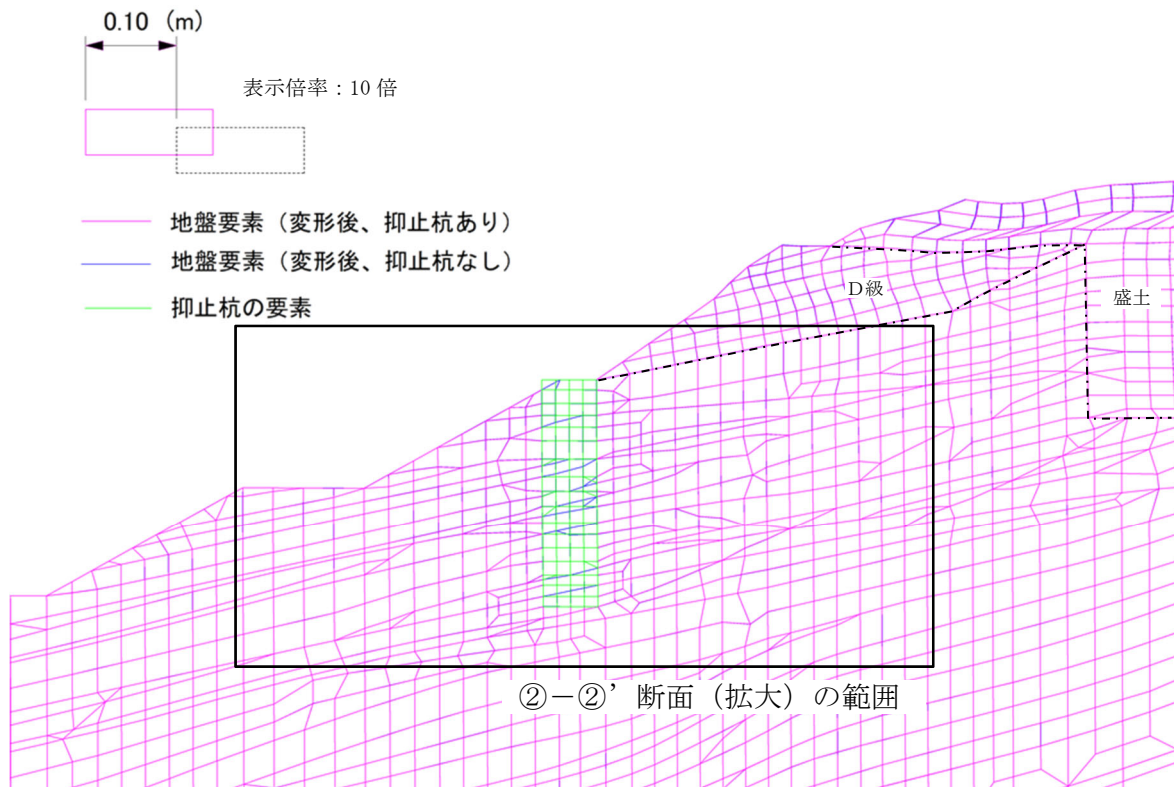 0.10 (m)
表示倍率：10 倍
地盤要素（変形後、抑止杭あり）
地盤要素（変形後、抑止杭なし）
抑止杭の要素
D級
盛土
②－②’断面（拡大）の範囲